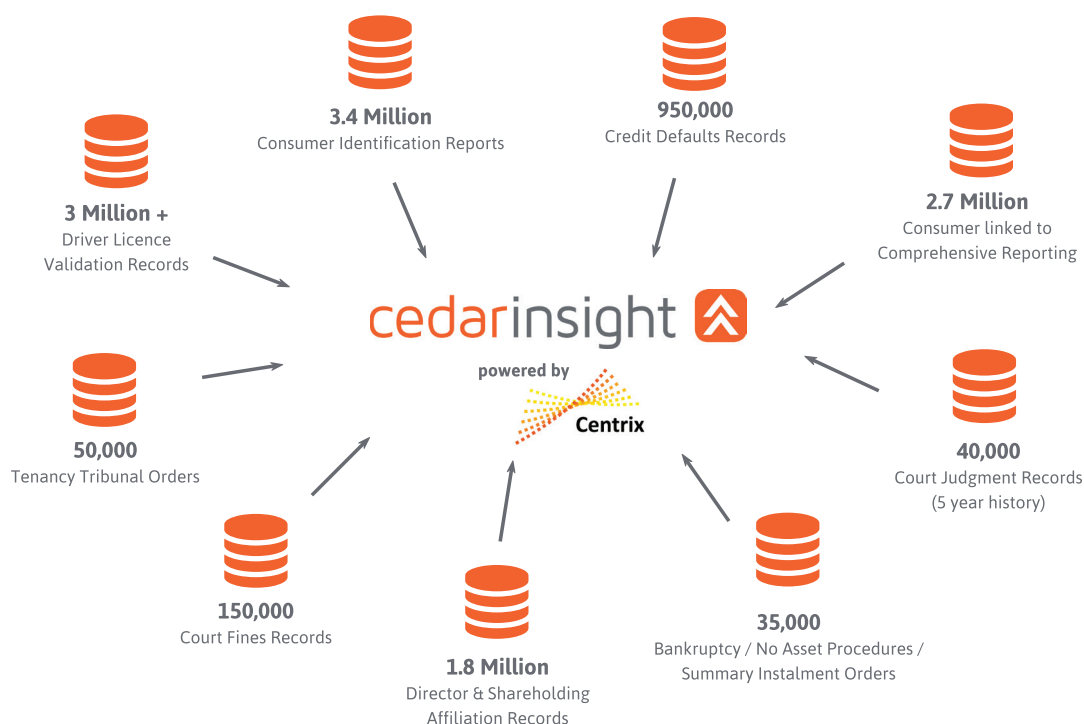 3.4 Million
Consumer Identification Reports
950,000
Credit Defaults Records
3 Million +
Driver Licence
Validation Records
2.7 Million
Consumer linked to
Comprehensive Reporting
cedarinsight
powered by
Centrix
50,000
Tenancy Tribunal Orders
40,000
Court Judgment Records
(5 year history)
150,000
Court Fines Records
1.8 Million
Director & Shareholding
Affiliation Records
35,000
Bankruptcy / No Asset Procedures /
Summary Instalment Orders